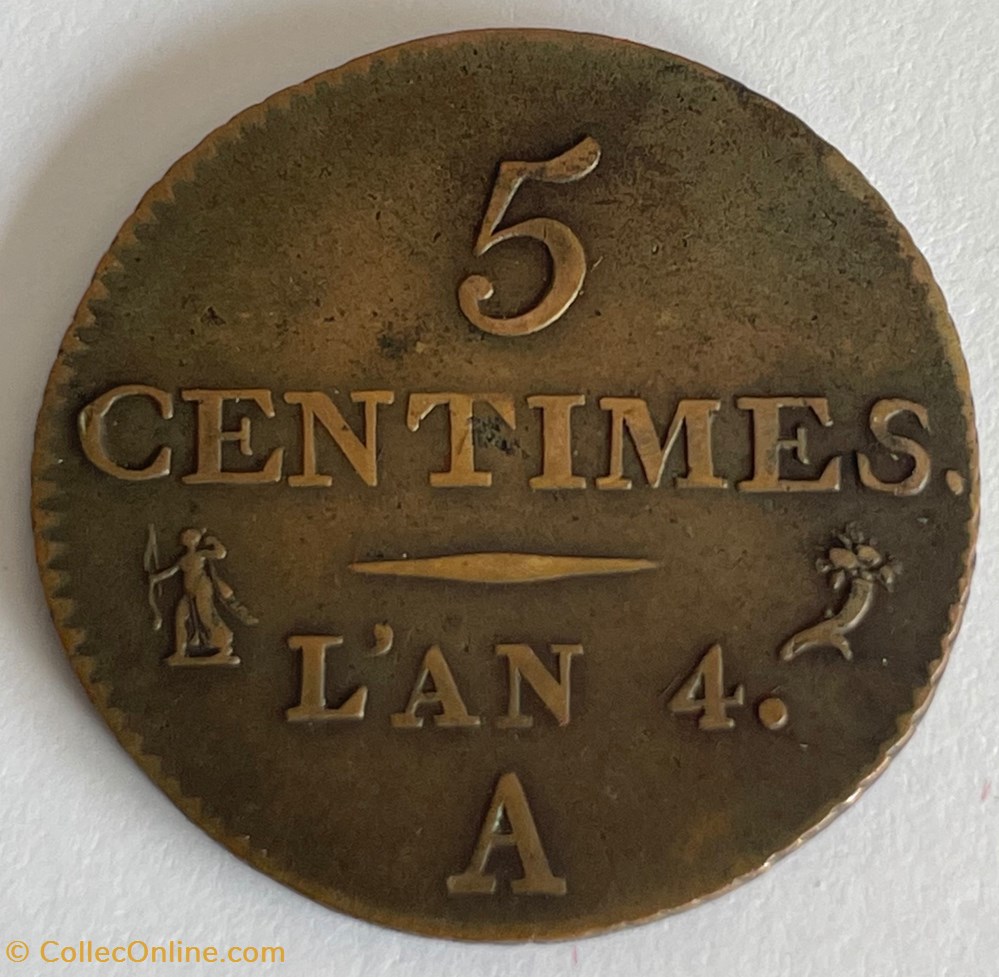 5
CENTIMES.
L'AN 4.
A
© CollecOnline.com